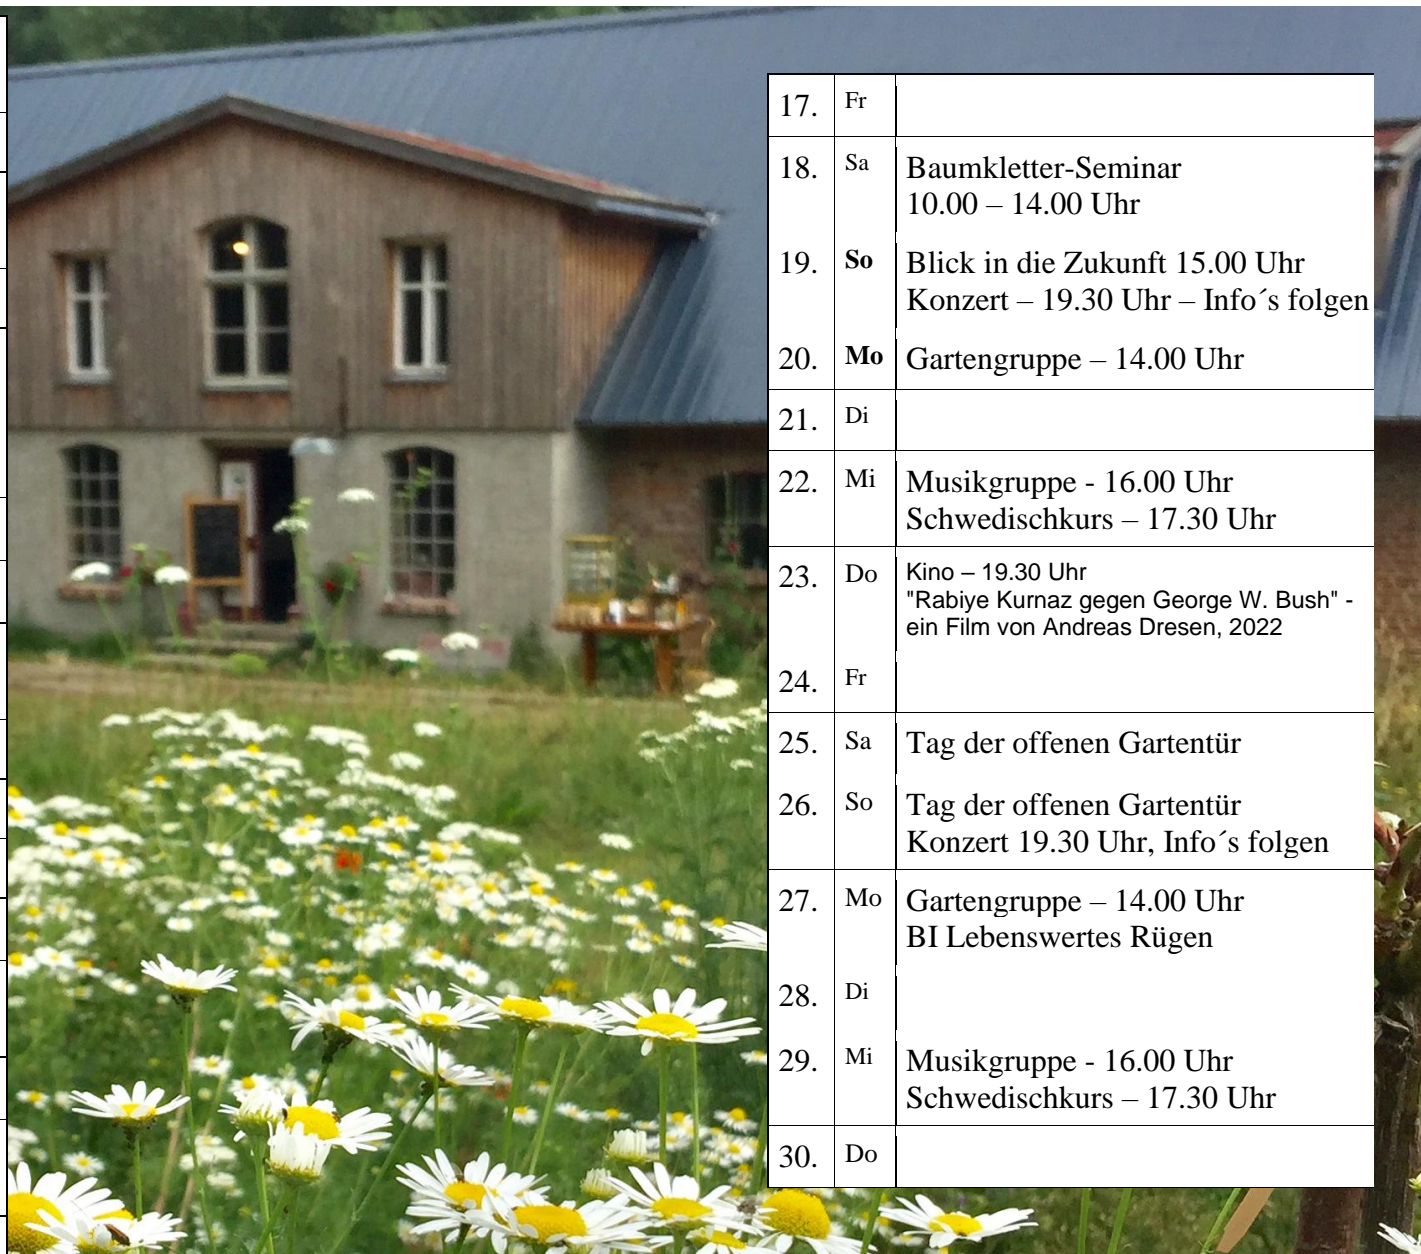 17. Fr
18. Sa Baumkletter-Seminar
10.00 – 14.00 Uhr
19. So Blick in die Zukunft 15.00 Uhr
Konzert – 19.30 Uhr – Info´s folgen
20. Mo Gartengruppe – 14.00 Uhr
21. Di
22. Mi Musikgruppe - 16.00 Uhr
Schwedischkurs – 17.30 Uhr
23. Do Kino – 19.30 Uhr
"Rabiye Kurnaz gegen George W. Bush" -
ein Film von Andreas Dresen, 2022
24. Fr
25. Sa Tag der offenen Gartentür
26. So Tag der offenen Gartentür
Konzert 19.30 Uhr, Info´s folgen
27. Mo Gartengruppe – 14.00 Uhr
BI Lebenswertes Rügen
28. Di
29. Mi Musikgruppe - 16.00 Uhr
Schwedischkurs – 17.30 Uhr
30. Do